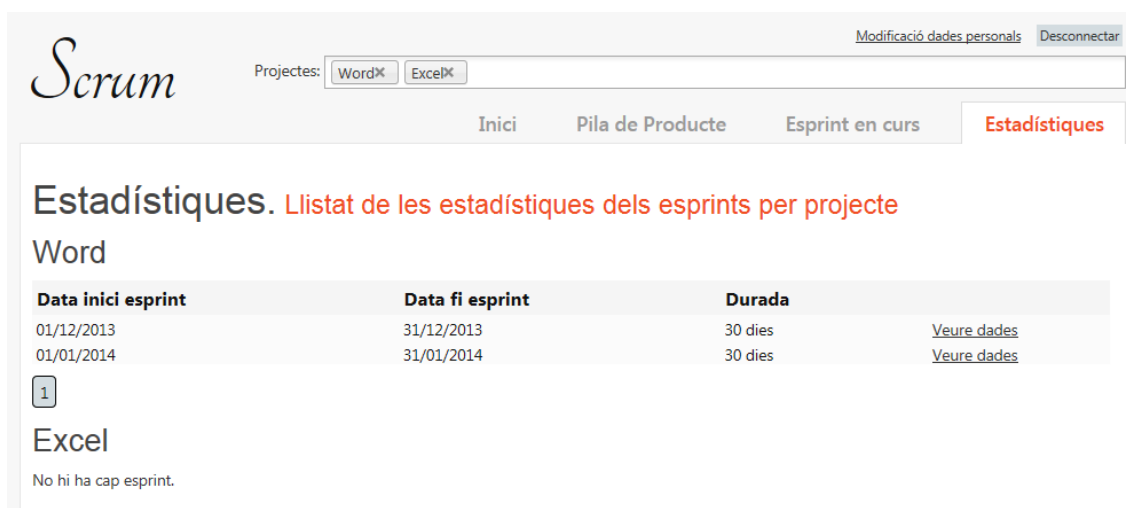 Modificació dades personals Desconnectar
Scrum
Projectes: Word Excel
Inici Pila de Producte Esprint en curs Estadístiques
Estadístiques. Llistat de les estadístiques dels esprints per projecte
Word
Data inici esprint Data fi esprint Durada
01/12/2013 31/12/2013 30 dies Veure dades
01/01/2014 31/01/2014 30 dies Veure dades
1
Excel
No hi ha cap esprint.